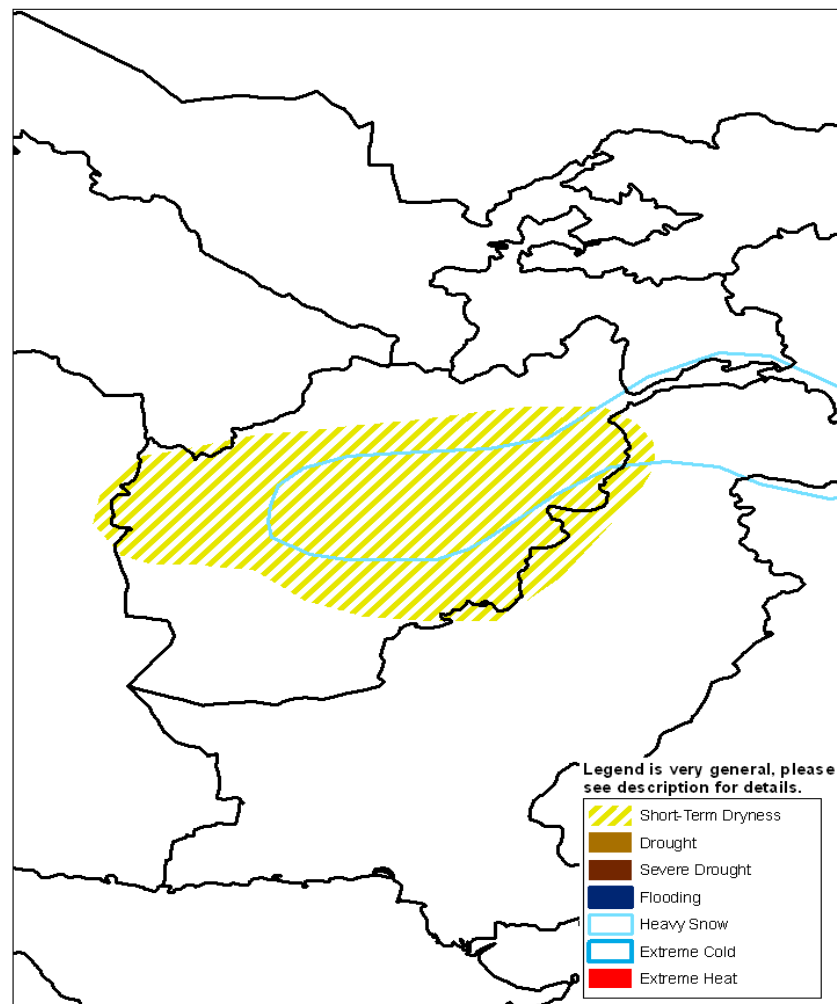 Legend is very general, please
see description for details.
Short-Term Dryness
Drought
Severe Drought
Flooding
Heavy Snow
Extreme Cold
Extreme Heat